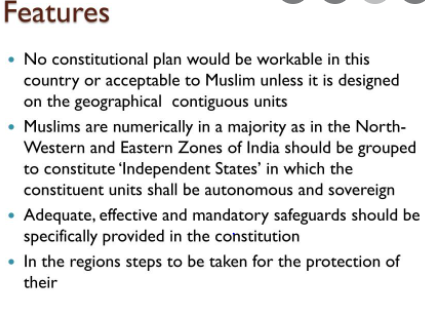 Features
No constitutional plan would be workable in this
country or acceptable to Muslim unless it is designed
on the geographical contiguous units
Muslims are numerically in a majority as in the North-
Western and Eastern Zones of India should be grouped
to constitute ‘Independent States’ in which the
constituent units shall be autonomous and sovereign
Adequate, effective and mandatory safeguards should be
specifically provided in the constitution
In the regions steps to be taken for the protection of
their